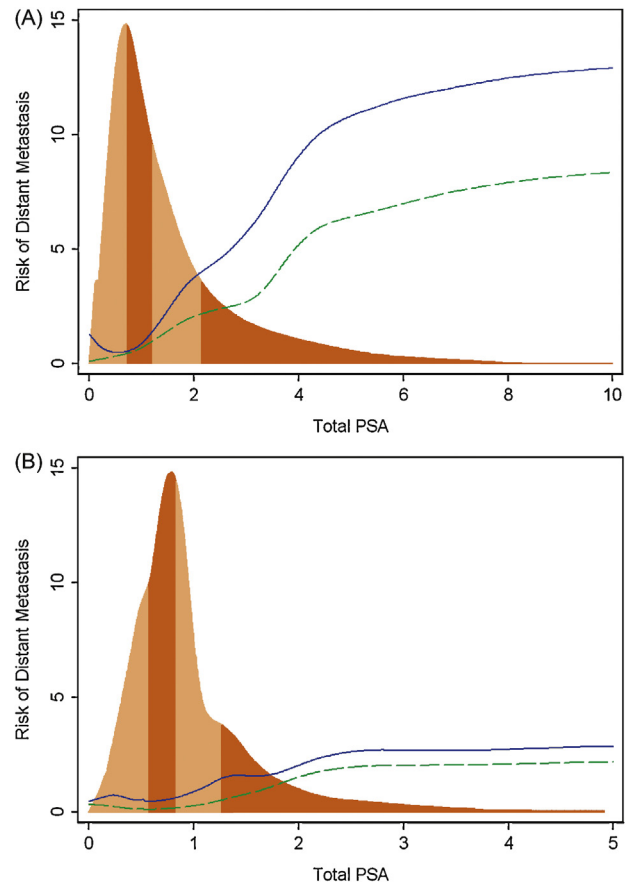 (A)
Risk of Distant Metastasis
15
10
5
0
0 2 4 6 8 10
Total PSA
(B)
Risk of Distant Metastasis
15
10
5
0
0 1 2 3 4 5
Total PSA